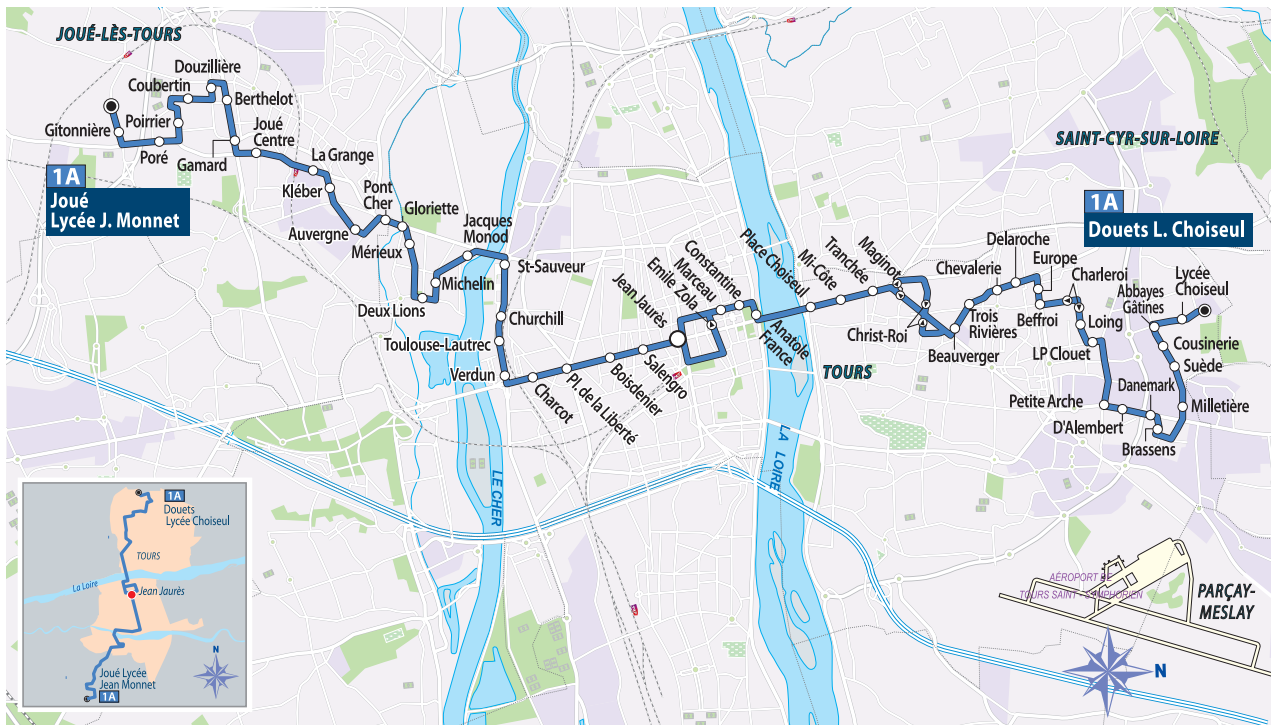 JOUÉ-LÈS-TOURS
Douzillière
Coubertin
Berthelot
Poirrier
Gitonnière
Poré
Gamard
Joué
Centre
La Grange
Kléber
1A
Joué
Lycée J. Monnet
Auvergne
Pont
Cher
Gloriette
Mérieux
Deux Lions
Michelin
Jacques
Monod
St-Sauveur
Churchill
Toulouse-Lautrec
Verdun
Charcot
Pl de la Liberté
Boisdenier
Salengro
Jean Jaurès
Emile Zola
Marceau
Constantine
Anatole
France
Place Choiseul
Mi-Côte
Tranchée
Maginot
Christ-Roi
Beauverger
Trois
Rivières
Chevalerie
Delaroche
Europe
Beffroi
Charleroi
Loing
LP Clouet
Petite Arche
D'Alembert
Danemark
Brassens
Milletière
Suède
Cousinerie
Abbayes
Gâtines
Lycée
Choiseul
SAINT-CYR-SUR-LOIRE
1A
Douets L. Choiseul
TOURS
LE CHER
LA LOIRE
AÉROPORT DE
TOURS SAINT - SYMPHORIEN
PARÇAY-
MESLAY
N
1A
Douets
Lycée Choiseul
TOURS
La Loire
Jean Jaurès
Joué Lycée
Jean Monnet
1A
N